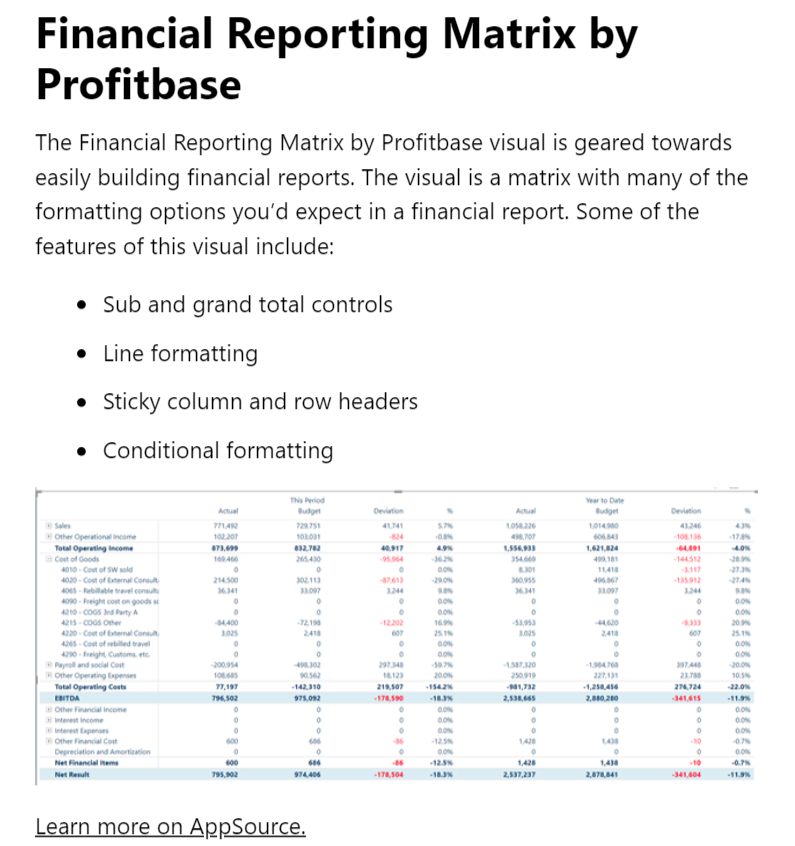 Financial Reporting Matrix by
Profitbase
The Financial Reporting Matrix by Profitbase visual is geared towards
easily building financial reports. The visual is a matrix with many of the
formatting options you’d expect in a financial report. Some of the
features of this visual include:
• Sub and grand total controls
• Line formatting
• Sticky column and row headers
• Conditional formatting
This Period Year to Date
Actual Budget Deviation % Actual Budget Deviation %
Sales 771,492 729,751 41,741 5.7% 1,058,226 1,014,980 43,246 4.3%
Other Operational Income 102,207 103,031 -824 -0.8% 498,707 606,843 -108,136 -17.8%
Total Operating Income 873,699 832,782 40,917 4.9% 1,556,933 1,621,824 -64,891 -4.0%
Cost of Goods 169,466 265,430 -95,964 -36.2% 354,669 499,181 -144,512 -28.9%
4010 - Cost of SW sold 0 0 0 0.0% 8,301 11,418 -3,117 -27.3%
4020 - Cost of External Consult 214,500 302,113 -87,613 -29.0% 360,955 496,867 -135,912 -27.4%
4065 - Rebillable travel consult 36,341 33,097 3,244 9.8% 36,341 33,097 3,244 9.8%
4090 - Freight cost on goods 0 0 0 0.0% 0 0 0 0.0%
4210 - COGS 3rd Party A 0 0 0 0.0% 0 0 0 0.0%
4215 - COGS Other -84,400 -72,198 -12,202 16.9% -53,953 -44,620 -9,333 20.9%
4220 - Cost of External Consult 3,025 2,418 607 25.1% 3,025 2,418 607 25.1%
4265 - Cost of rebilled travel 0 0 0 0.0% 0 0 0 0.0%
4290 - Freight, Customs, etc. 0 0 0 0.0% 0 0 0 0.0%
Payroll and social Cost -200,954 -498,302 297,348 -59.7% -1,587,320 -1,984,768 397,448 -20.0%
Other Operating Expenses 108,685 90,562 18,123 20.0% 250,919 227,131 23,788 10.5%
Total Operating Costs 77,197 -142,310 219,507 -154.2% -981,732 -1,258,456 276,724 -22.0%
EBITDA 796,502 975,092 -178,590 -18.3% 2,538,665 2,880,280 -341,615 -11.9%
Other Financial Income 0 0 0 0.0% 0 0 0 0.0%
Interest Income 0 0 0 0.0% 0 0 0 0.0%
Interest Expenses 0 0 0 0.0% 0 0 0 0.0%
Other Financial Cost 600 686 -86 -12.5% 1,428 1,438 -10 -0.7%
Depreciation and Amortization 0 0 0 0.0% 0 0 0 0.0%
Net Financial Items 600 686 -86 -12.5% 1,428 1,438 -10 -0.7%
Net Result 795,902 974,406 -178,504 -18.3% 2,537,237 2,878,841 -341,604 -11.9%
Learn more on AppSource.